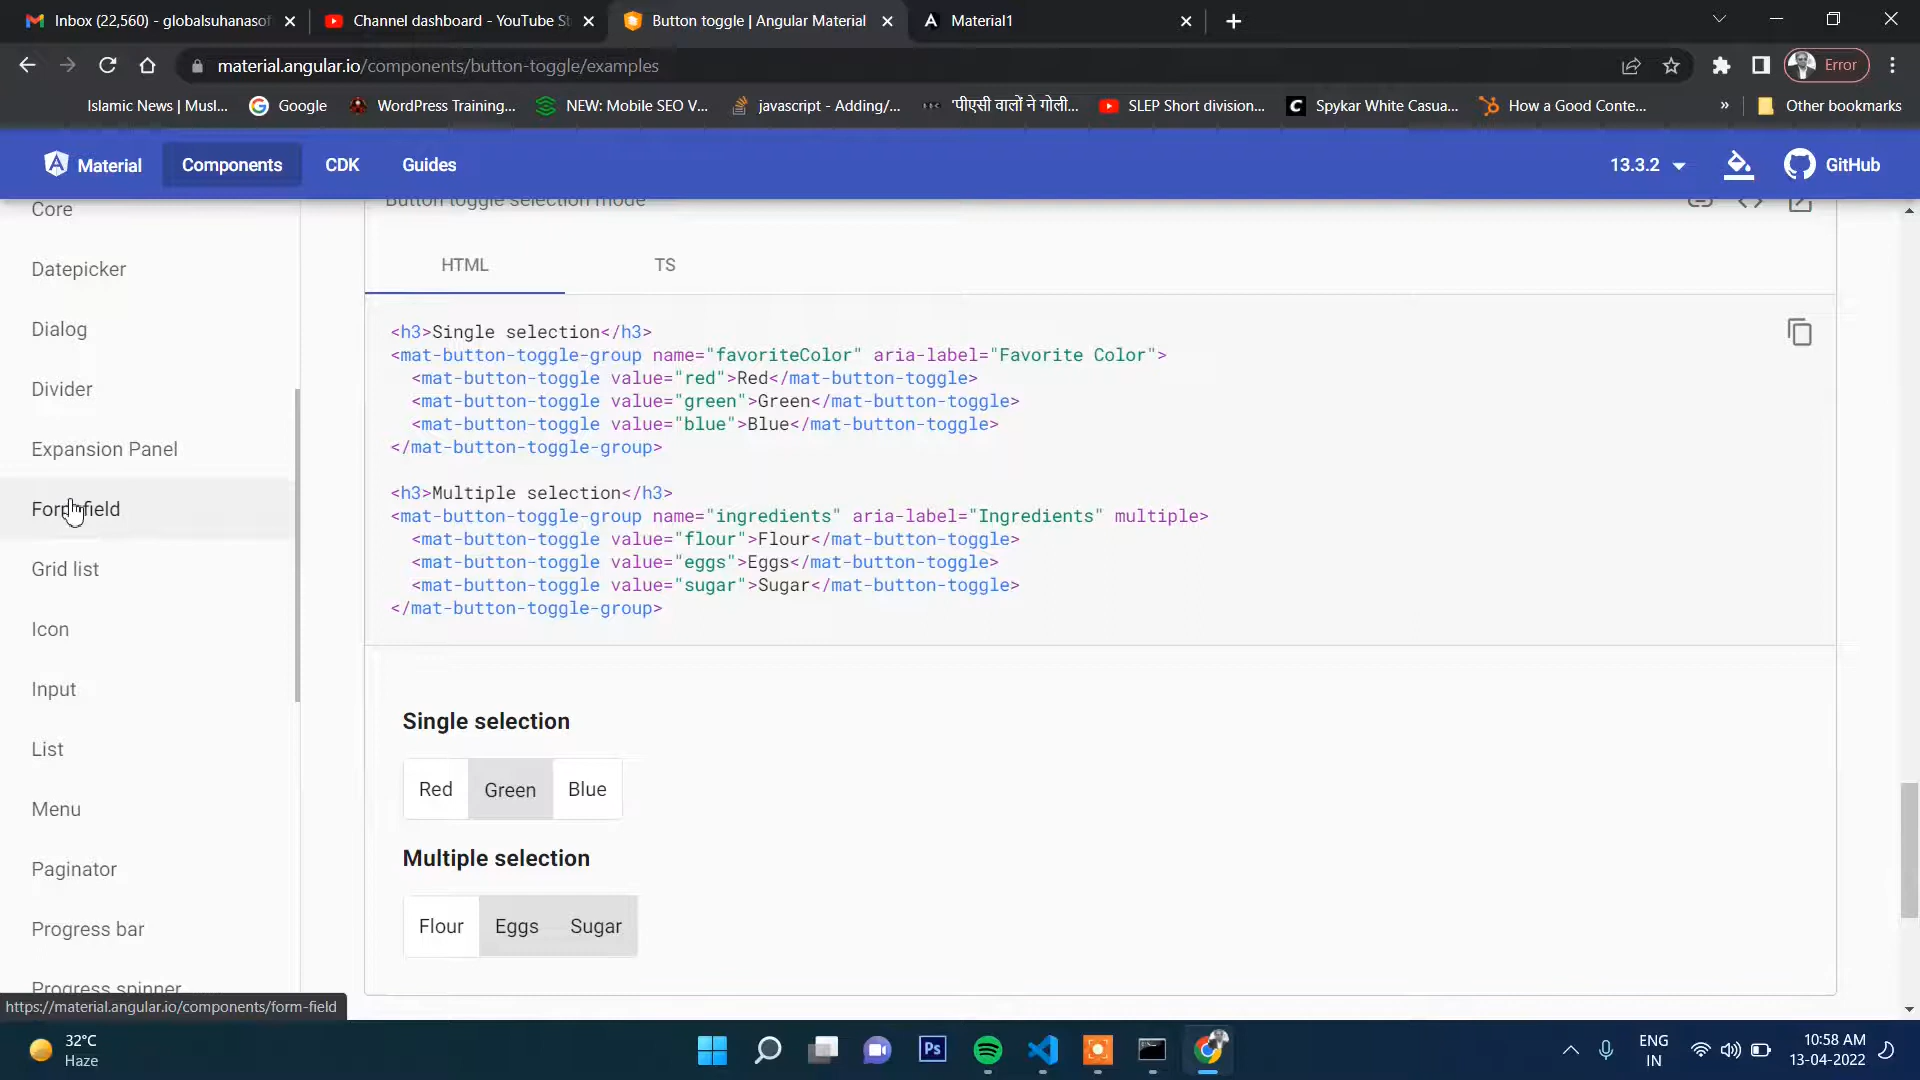 Inbox (22,560) - globalsuhanasof
Channel dashboard - YouTube St
Button toggle | Angular Material
Material1
material.angular.io/components/button-toggle/examples
Error
Islamic News | Musl...
Google
WordPress Training...
NEW: Mobile SEO V...
javascript - Adding/...
'पीएसी वालों ने गोली...
SLEP Short division...
Spykar White Casua...
How a Good Conte...
»
Other bookmarks
Material
Components
CDK
Guides
13.3.2
GitHub
Core
Datepicker
Dialog
Divider
Expansion Panel
Form field
Grid list
Icon
Input
List
Menu
Paginator
Progress bar
Progress spinner
Button toggle selection mode
HTML
TS
<h3>Single selection</h3>
<mat-button-toggle-group name="favoriteColor" aria-label="Favorite Color">
<mat-button-toggle value="red">Red</mat-button-toggle>
<mat-button-toggle value="green">Green</mat-button-toggle>
<mat-button-toggle value="blue">Blue</mat-button-toggle>
</mat-button-toggle-group>
<h3>Multiple selection</h3>
<mat-button-toggle-group name="ingredients" aria-label="Ingredients" multiple>
<mat-button-toggle value="flour">Flour</mat-button-toggle>
<mat-button-toggle value="eggs">Eggs</mat-button-toggle>
<mat-button-toggle value="sugar">Sugar</mat-button-toggle>
</mat-button-toggle-group>
Single selection
Red Green Blue
Multiple selection
Flour Eggs Sugar
https://material.angular.io/components/form-field
32°C
Haze
Ps
ENG
IN
10:58 AM
13-04-2022